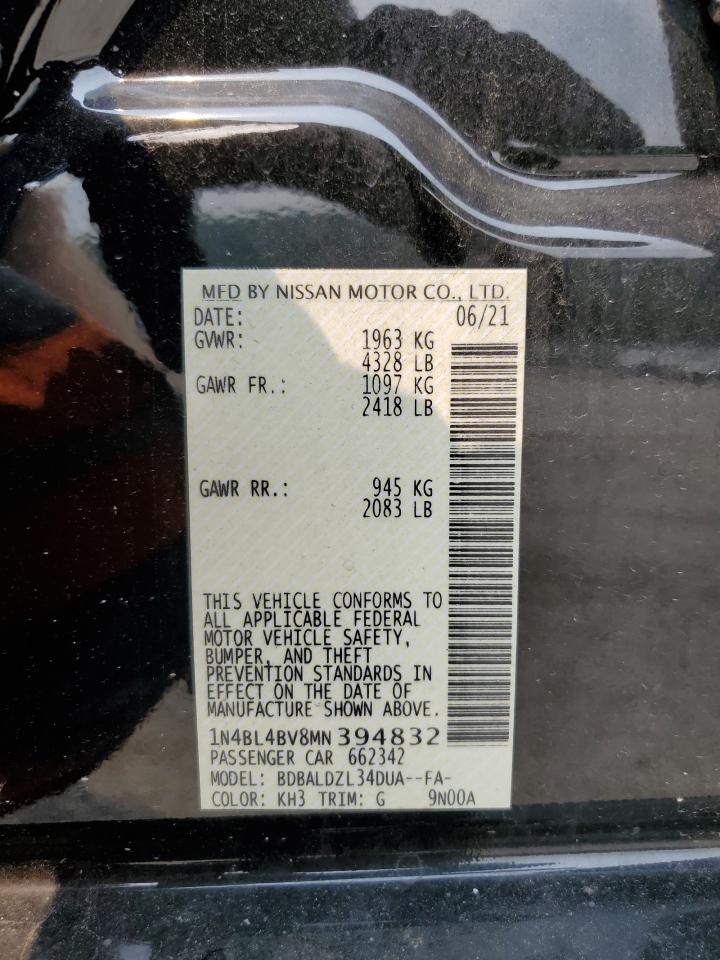 MFD BY NISSAN MOTOR CO., LTD.
DATE: 06/21
GVWR: 1963 KG
4328 LB
GAWR FR.: 1097 KG
2418 LB
GAWR RR.: 945 KG
2083 LB
THIS VEHICLE CONFORMS TO
ALL APPLICABLE FEDERAL
MOTOR VEHICLE SAFETY,
BUMPER, AND THEFT
PREVENTION STANDARDS IN
EFFECT ON THE DATE OF
MANUFACTURE SHOWN ABOVE.
1N4BL4BV8MN394832
PASSENGER CAR 662342
MODEL: BDBALDZL34DUA--FA-
COLOR: KH3 TRIM: G 9N00A